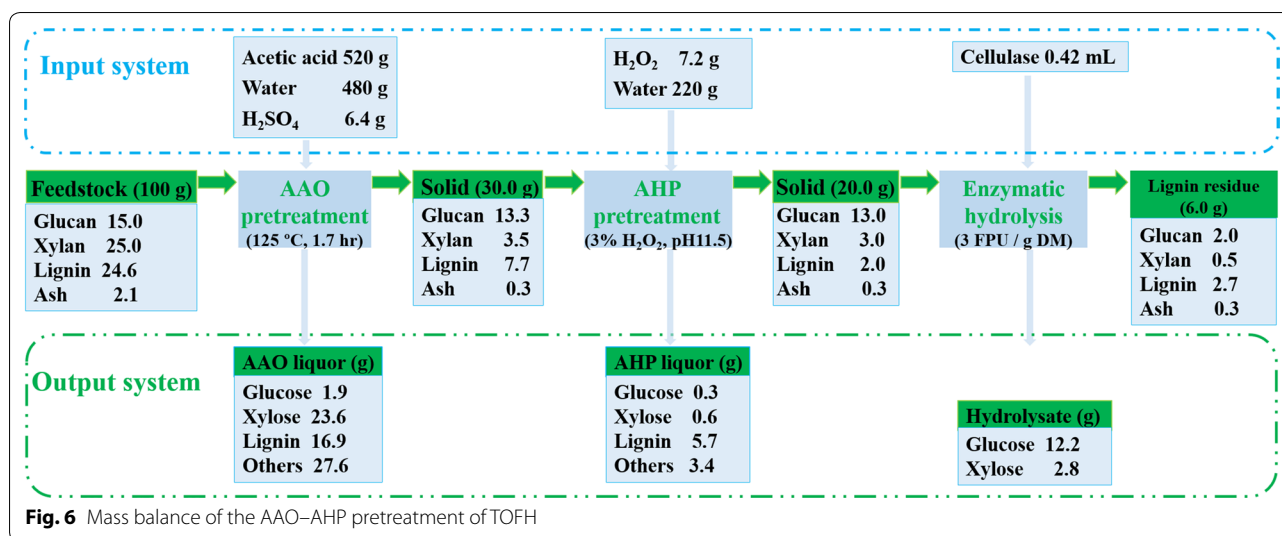 Input system
Acetic acid 520 g
Water 480 g
H₂SO₄ 6.4 g
H₂O₂ 7.2 g
Water 220 g
Cellulase 0.42 mL
Feedstock (100 g)
Glucan 15.0
Xylan 25.0
Lignin 24.6
Ash 2.1
AAO
pretreatment
(125 °C, 1.7 hr)
Solid (30.0 g)
Glucan 13.3
Xylan 3.5
Lignin 7.7
Ash 0.3
AHP
pretreatment
(3% H₂O₂, pH11.5)
Solid (20.0 g)
Glucan 13.0
Xylan 3.0
Lignin 2.0
Ash 0.3
Enzymatic
hydrolysis
(3 FPU / g DM)
Lignin residue
(6.0 g)
Glucan 2.0
Xylan 0.5
Lignin 2.7
Ash 0.3
Output system
AAO liquor (g)
Glucose 1.9
Xylose 23.6
Lignin 16.9
Others 27.6
AHP liquor (g)
Glucose 0.3
Xylose 0.6
Lignin 5.7
Others 3.4
Hydrolysate (g)
Glucose 12.2
Xylose 2.8
Fig. 6 Mass balance of the AAO–AHP pretreatment of TOFH